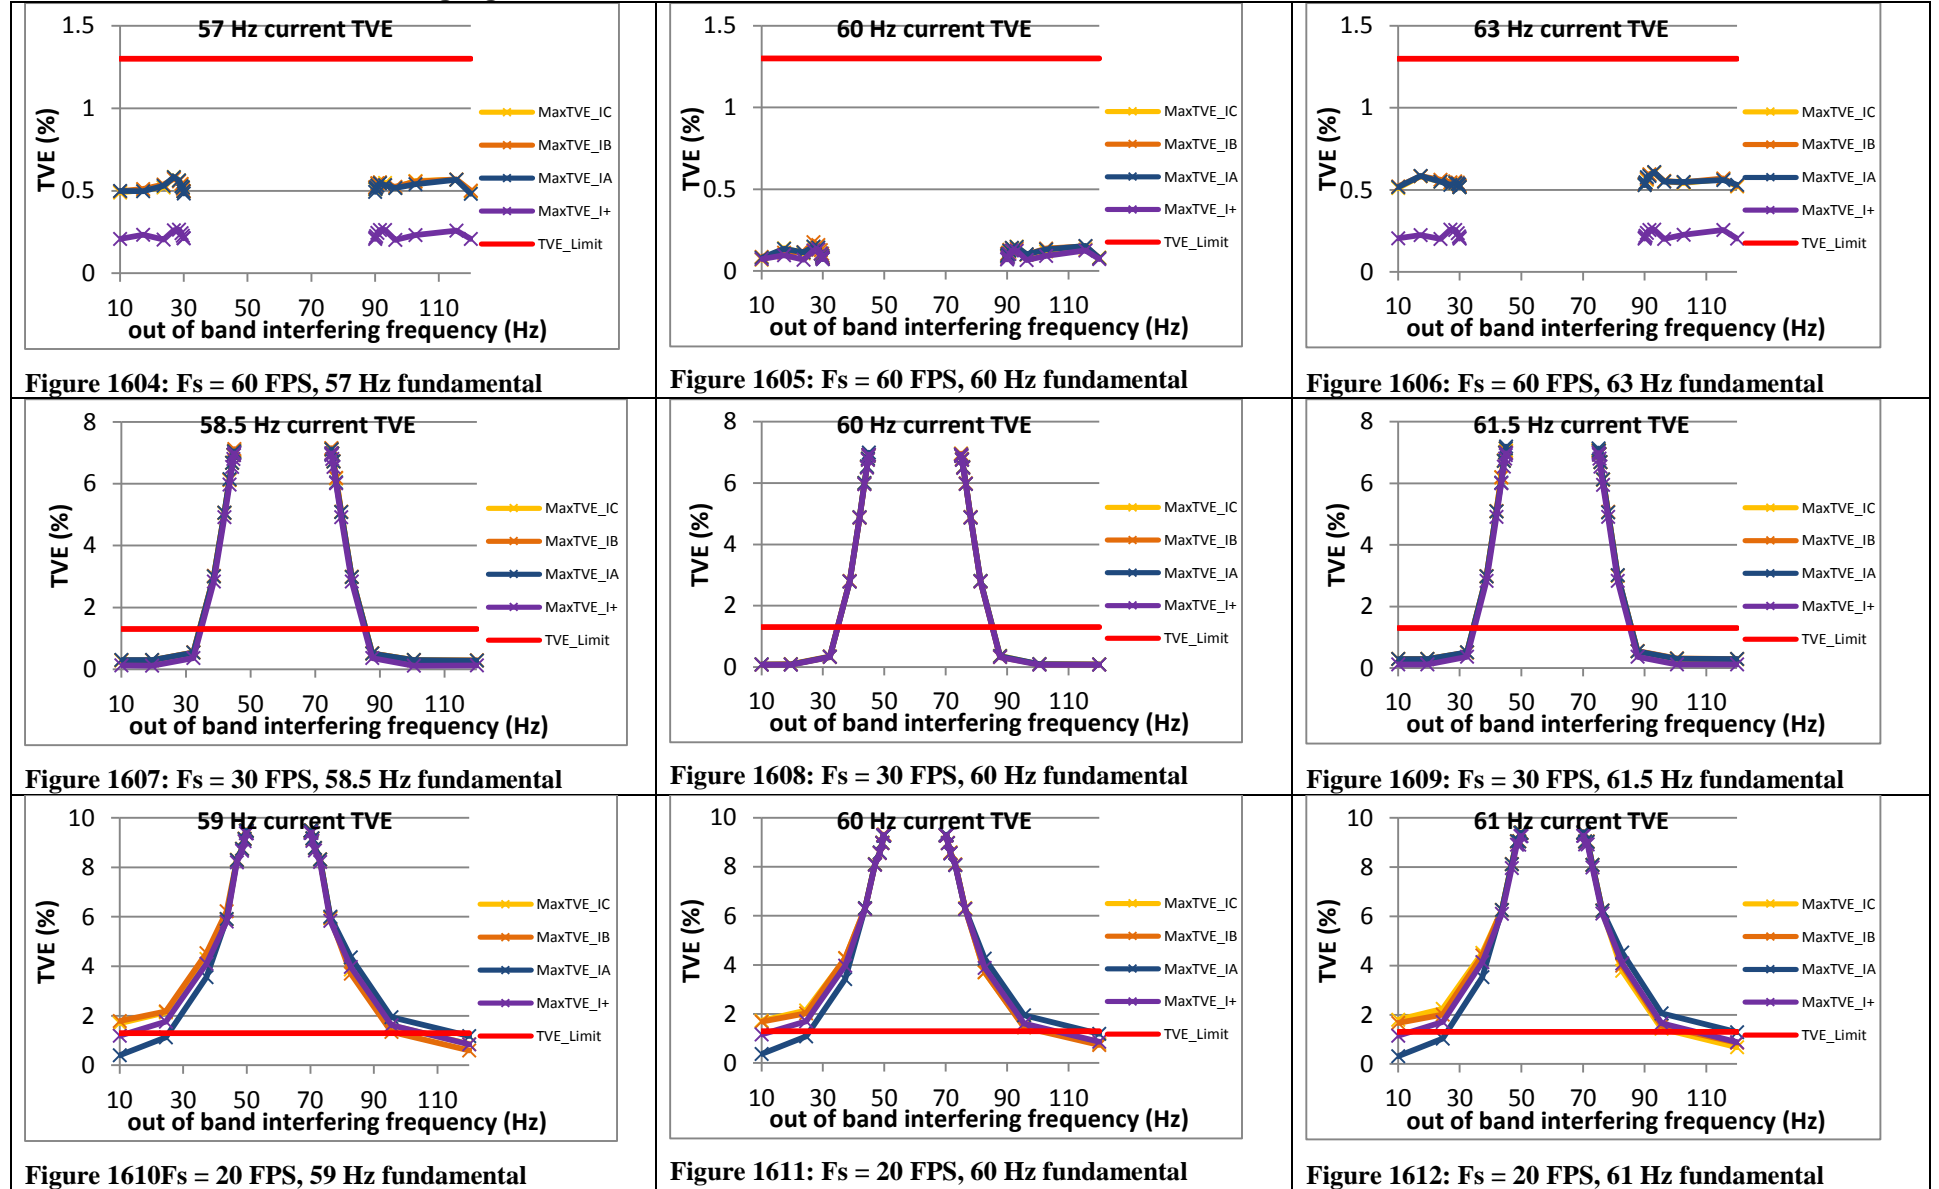 57 Hz current TVE
1.5
1
0.5
0
TVE (%)
10 30 50 70 90 110
out of band interfering frequency (Hz)
MaxTVE_IC
MaxTVE_IB
MaxTVE_IA
MaxTVE_I+
TVE_Limit
Figure 1604: Fs = 60 FPS, 57 Hz fundamental
60 Hz current TVE
1.5
1
0.5
0
TVE (%)
10 30 50 70 90 110
out of band interfering frequency (Hz)
MaxTVE_IC
MaxTVE_IB
MaxTVE_IA
MaxTVE_I+
TVE_Limit
Figure 1605: Fs = 60 FPS, 60 Hz fundamental
63 Hz current TVE
1.5
1
0.5
0
TVE (%)
10 30 50 70 90 110
out of band interfering frequency (Hz)
MaxTVE_IC
MaxTVE_IB
MaxTVE_IA
MaxTVE_I+
TVE_Limit
Figure 1606: Fs = 60 FPS, 63 Hz fundamental
58.5 Hz current TVE
8
6
4
2
0
TVE (%)
10 30 50 70 90 110
out of band interfering frequency (Hz)
MaxTVE_IC
MaxTVE_IB
MaxTVE_IA
MaxTVE_I+
TVE_Limit
Figure 1607: Fs = 30 FPS, 58.5 Hz fundamental
60 Hz current TVE
8
6
4
2
0
TVE (%)
10 30 50 70 90 110
out of band interfering frequency (Hz)
MaxTVE_IC
MaxTVE_IB
MaxTVE_IA
MaxTVE_I+
TVE_Limit
Figure 1608: Fs = 30 FPS, 60 Hz fundamental
61.5 Hz current TVE
8
6
4
2
0
TVE (%)
10 30 50 70 90 110
out of band interfering frequency (Hz)
MaxTVE_IC
MaxTVE_IB
MaxTVE_IA
MaxTVE_I+
TVE_Limit
Figure 1609: Fs = 30 FPS, 61.5 Hz fundamental
59 Hz current TVE
10
8
6
4
2
0
TVE (%)
10 30 50 70 90 110
out of band interfering frequency (Hz)
MaxTVE_IC
MaxTVE_IB
MaxTVE_IA
MaxTVE_I+
TVE_Limit
Figure 1610Fs = 20 FPS, 59 Hz fundamental
60 Hz current TVE
10
8
6
4
2
0
TVE (%)
10 30 50 70 90 110
out of band interfering frequency (Hz)
MaxTVE_IC
MaxTVE_IB
MaxTVE_IA
MaxTVE_I+
TVE_Limit
Figure 1611: Fs = 20 FPS, 60 Hz fundamental
61 Hz current TVE
10
8
6
4
2
0
TVE (%)
10 30 50 70 90 110
out of band interfering frequency (Hz)
MaxTVE_IC
MaxTVE_IB
MaxTVE_IA
MaxTVE_I+
TVE_Limit
Figure 1612: Fs = 20 FPS, 61 Hz fundamental